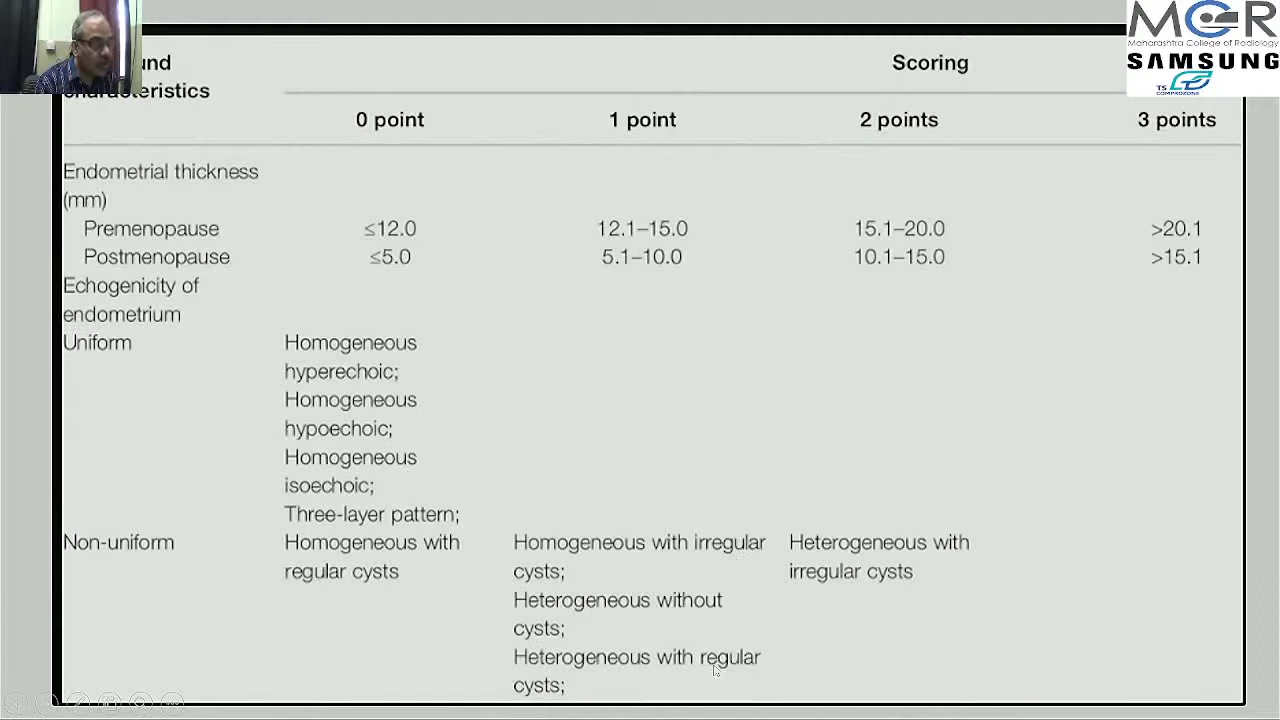 MCR
Maharashtra College of Radiology
SAMSUNG
TS
COMPROZONE
und Scoring
characteristics
0 point 1 point 2 points 3 points
Endometrial thickness
(mm)
Premenopause ≤12.0 12.1–15.0 15.1–20.0 >20.1
Postmenopause ≤5.0 5.1–10.0 10.1–15.0 >15.1
Echogenicity of
endometrium
Uniform Homogeneous
hyperechoic;
Homogeneous
hypoechoic;
Homogeneous
isoechoic;
Three-layer pattern;
Non-uniform Homogeneous with Homogeneous with irregular Heterogeneous with
regular cysts cysts; irregular cysts
Heterogeneous without
cysts;
Heterogeneous with regular
cysts;